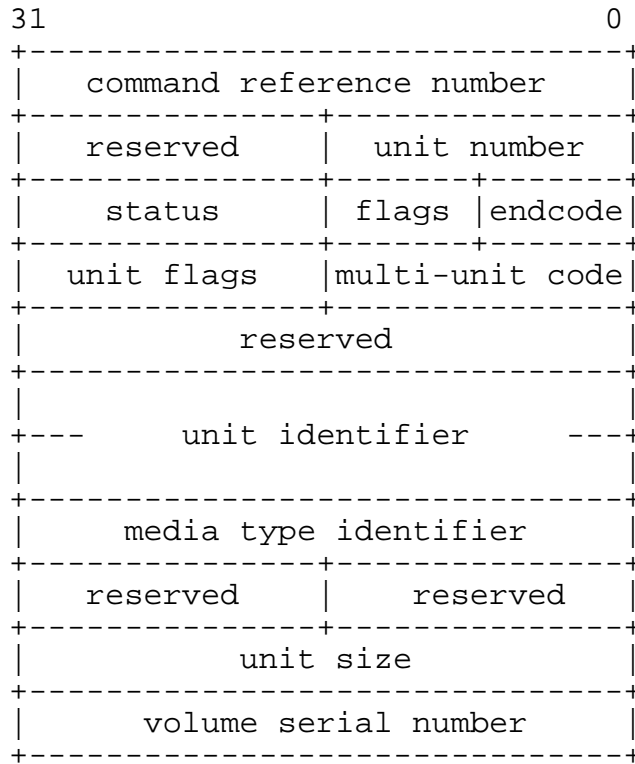 31 0
+-------------------------------+
| command reference number |
+---------------+---------------+
| reserved | unit number |
+---------------+-------+-------+
| status | flags |endcode|
+---------------+-------+-------+
| unit flags |multi-unit code|
+---------------+---------------+
| reserved |
+-------------------------------+
| |
+--- unit identifier ---+
| |
+-------------------------------+
| media type identifier |
+---------------+---------------+
| reserved | reserved |
+---------------+---------------+
| unit size |
+-------------------------------+
| volume serial number |
+-------------------------------+